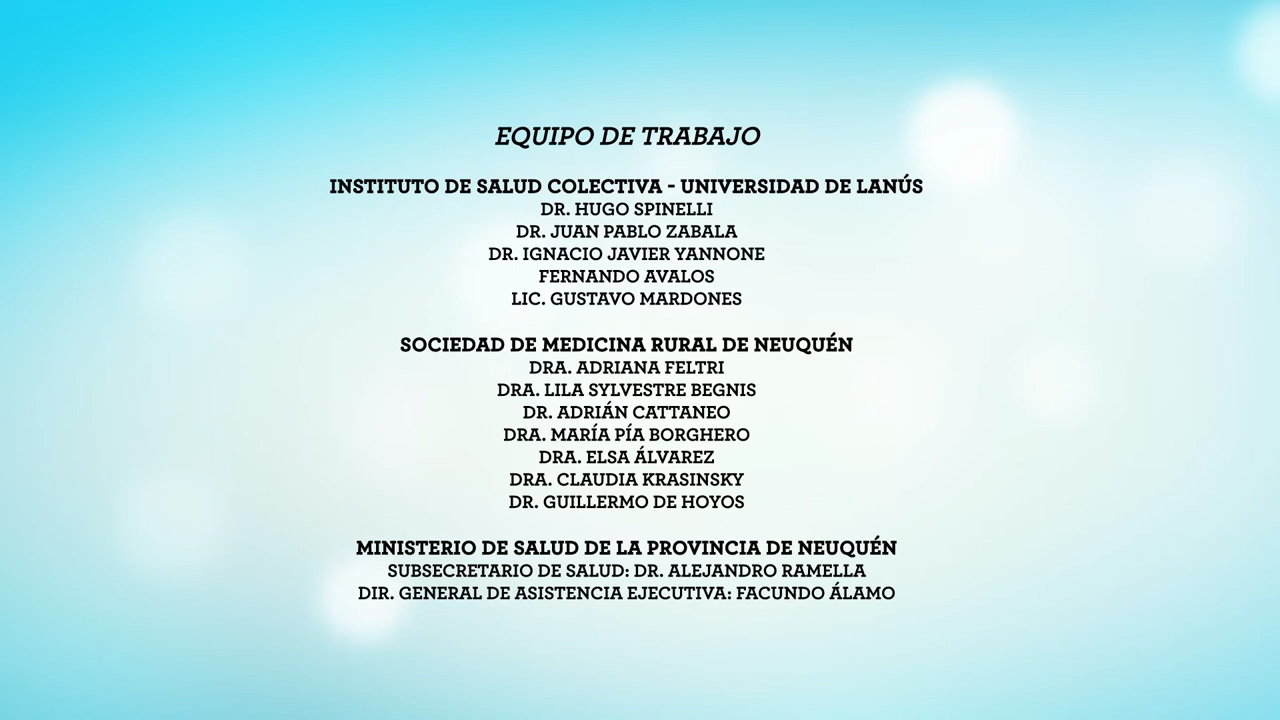 EQUIPO DE TRABAJO
INSTITUTO DE SALUD COLECTIVA - UNIVERSIDAD DE LANÚS
DR. HUGO SPINELLI
DR. JUAN PABLO ZABALA
DR. IGNACIO JAVIER YANNONE
FERNANDO AVALOS
LIC. GUSTAVO MARDONES
SOCIEDAD DE MEDICINA RURAL DE NEUQUÉN
DRA. ADRIANA FELTRI
DRA. LILA SYLVESTRE BEGNIS
DR. ADRIÁN CATTANEO
DRA. MARÍA PÍA BORGHERO
DRA. ELSA ÁLVAREZ
DRA. CLAUDIA KRASINSKY
DR. GUILLERMO DE HOYOS
MINISTERIO DE SALUD DE LA PROVINCIA DE NEUQUÉN
SUBSECRETARIO DE SALUD: DR. ALEJANDRO RAMELLA
DIR. GENERAL DE ASISTENCIA EJECUTIVA: FACUNDO ÁLAMO